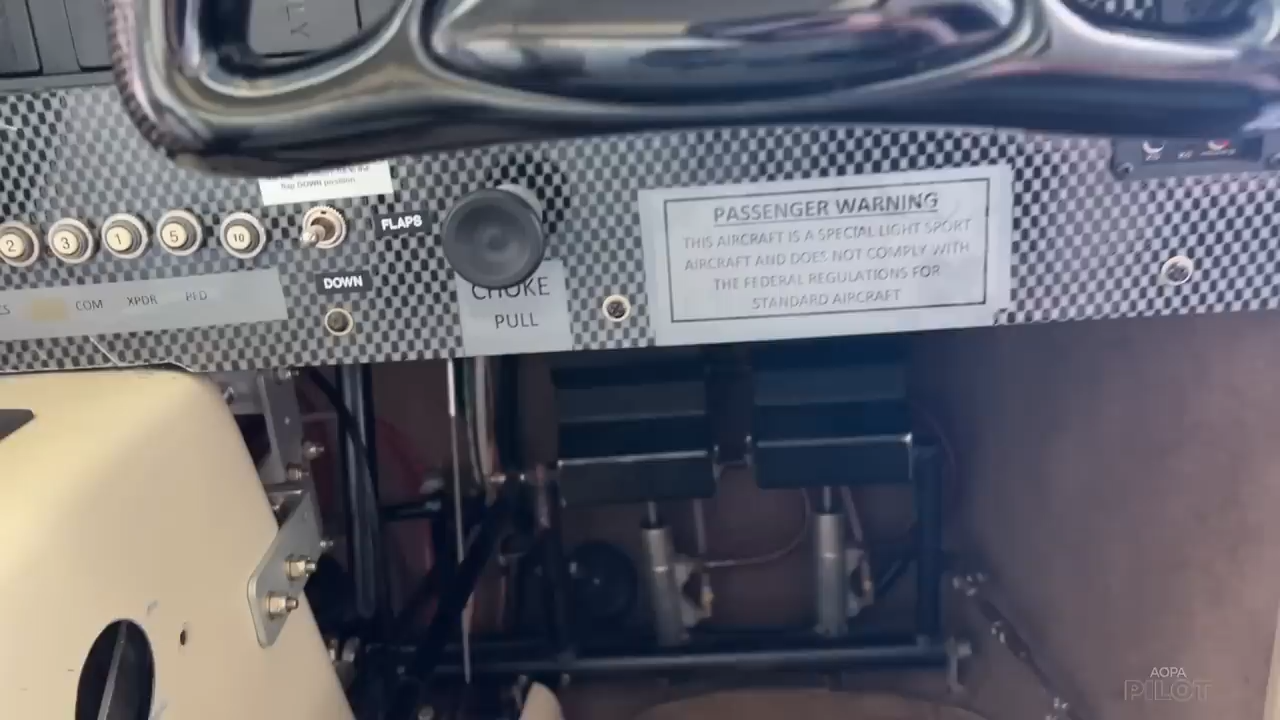 LY
flap DOWN position.
FLAPS
2
3
1
5
10
DOWN
COM XPDR PFD
CHOKE
PULL
PASSENGER WARNING
THIS AIRCRAFT IS A SPECIAL LIGHT SPORT
AIRCRAFT AND DOES NOT COMPLY WITH
THE FEDERAL REGULATIONS FOR
STANDARD AIRCRAFT
AOPA
PILOT